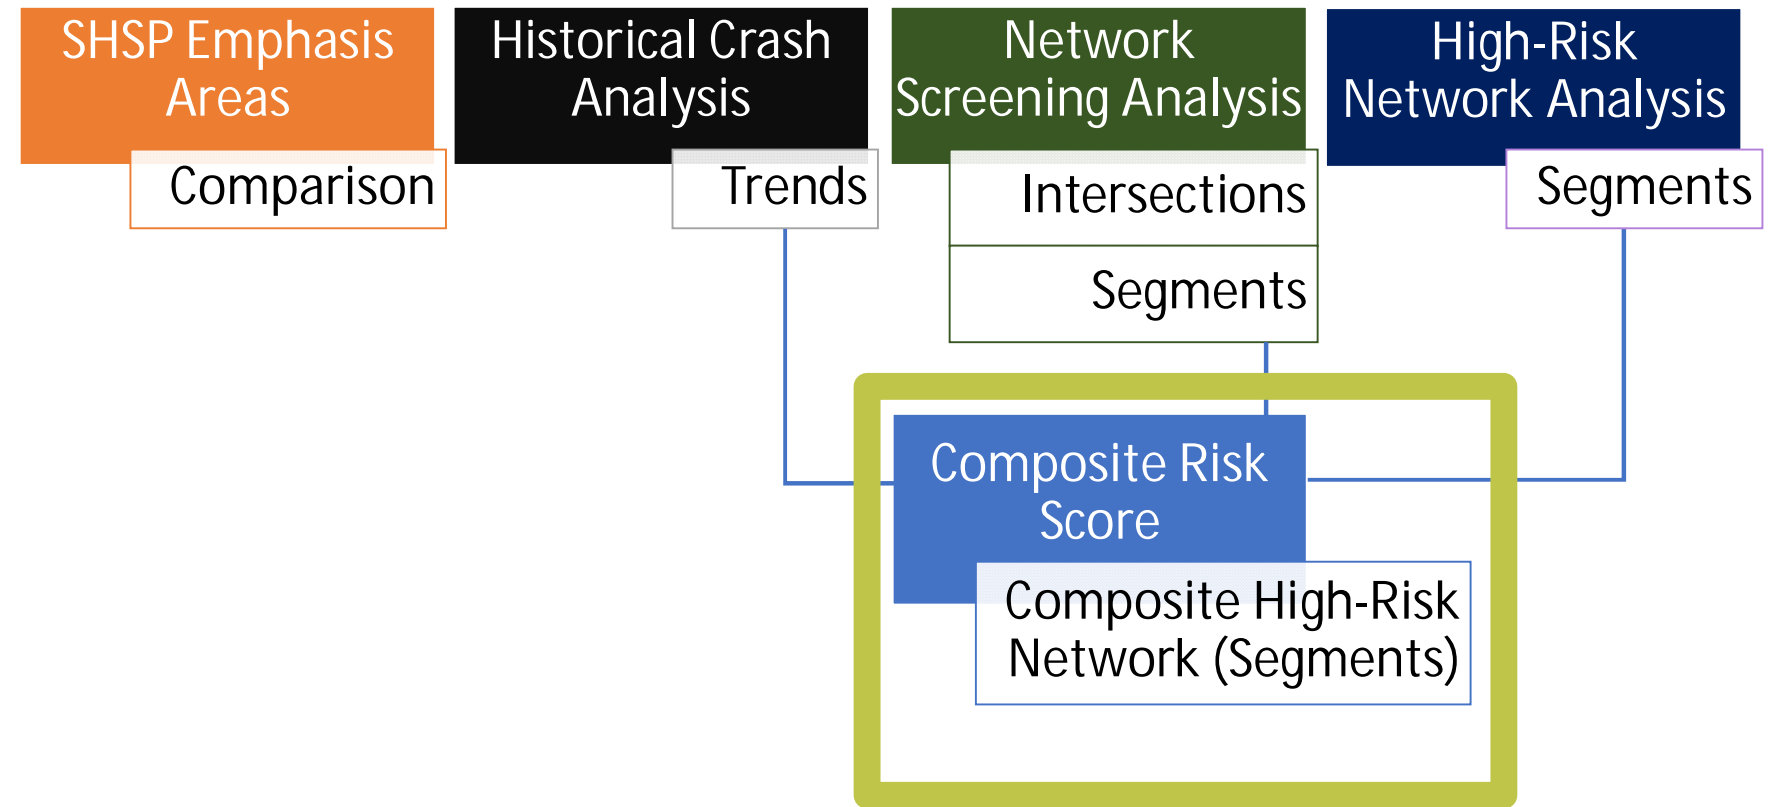 SHSP Emphasis
Areas
Comparison
Historical Crash
Analysis
Trends
Network
Screening Analysis
Intersections
Segments
High-Risk
Network Analysis
Segments
Composite Risk
Score
Composite High-Risk
Network (Segments)